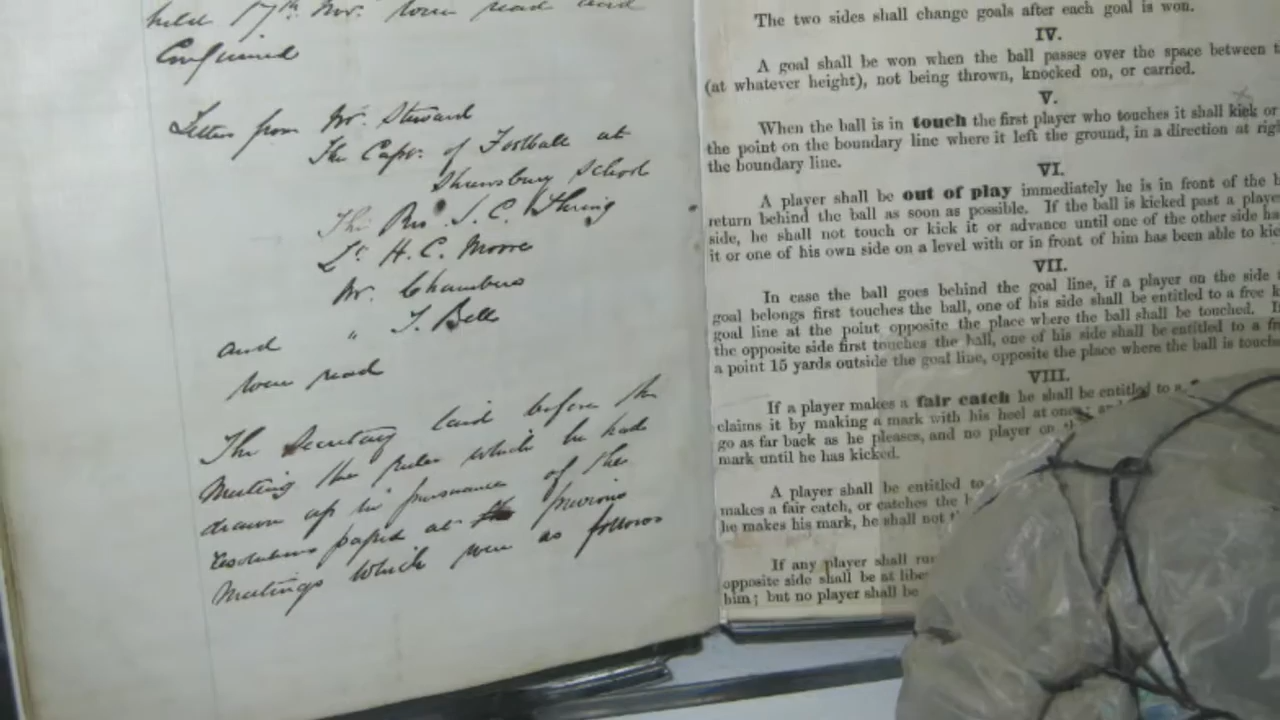 held 17th Nov. were read and
Confirmed
Letters from Mr. Steward
The Capt. of Football at
Shrewsbury School
The Rev J. C. Thring
Lt H. C. Moore
Mr. Chambers
and " J. Bell
were read
The Secretary laid before the
Meeting the rules which he had
drawn up in pursuance of the
resolutions passed at previous
Meetings which were as follows
The two sides shall change goals after each goal is won.
IV.
A goal shall be won when the ball passes over the space between
(at whatever height), not being thrown, knocked on, or carried.
V.
When the ball is in touch the first player who touches it shall kick or
the point on the boundary line where it left the ground, in a direction at
the boundary line.
VI.
A player shall be out of play immediately he is in front of the
return behind the ball as soon as possible. If the ball is kicked past a
side, he shall not touch or kick it or advance until one of the other side
it or one of his own side on a level with or in front of him has been able to
VII.
In case the ball goes behind the goal line, if a player on the side
goal belongs first touches the ball, one of his side shall be entitled to a free
goal line at the point opposite the place where the ball shall be touched.
the opposite side first touches the ball, one of his side shall be entitled to a
a point 15 yards outside the goal line, opposite the place where the ball is
VIII.
If a player makes a fair catch he shall be entitled to a
claims it by making a mark with his heel at once;
go as far back as he pleases, and no player on
mark until he has kicked.
A player shall be entitled to
makes a fair catch, or catches the
he makes his mark, he shall not
If any player shall
opposite side shall be at
him; but no player shall be